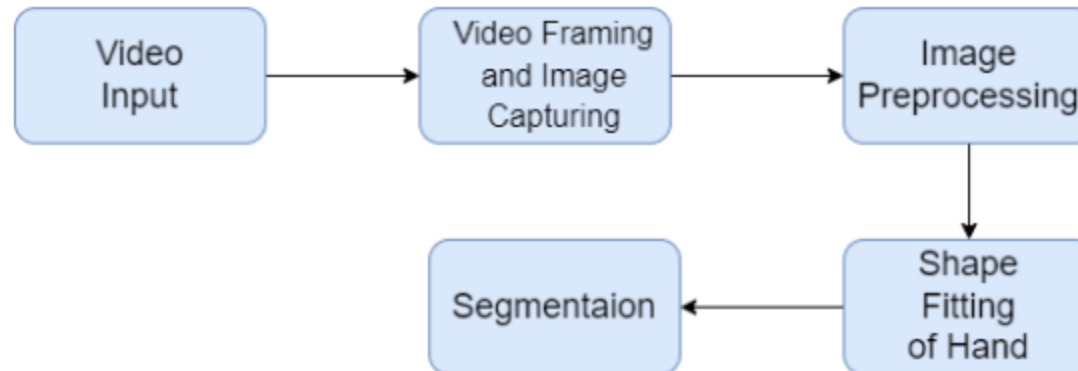 Video
Input
Video Framing
and Image
Capturing
Image
Preprocessing
Shape
Fitting
of Hand
Segmentaion